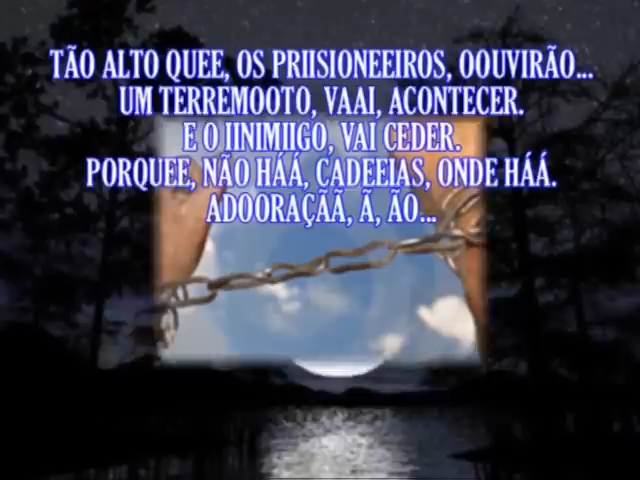 TÃO ALTO QUEE, OS PRIISIONEEIROS, OOUVIRÃO...
UM TERREMOOTO, VAAI, ACONTECER.
E O IINIMIIGO, VAI CEDER.
PORQUEE, NÃO HÁÁ, CADEEIAS, ONDE HÁÁ.
ADOORAÇÃÃ, Ã, ÃO...